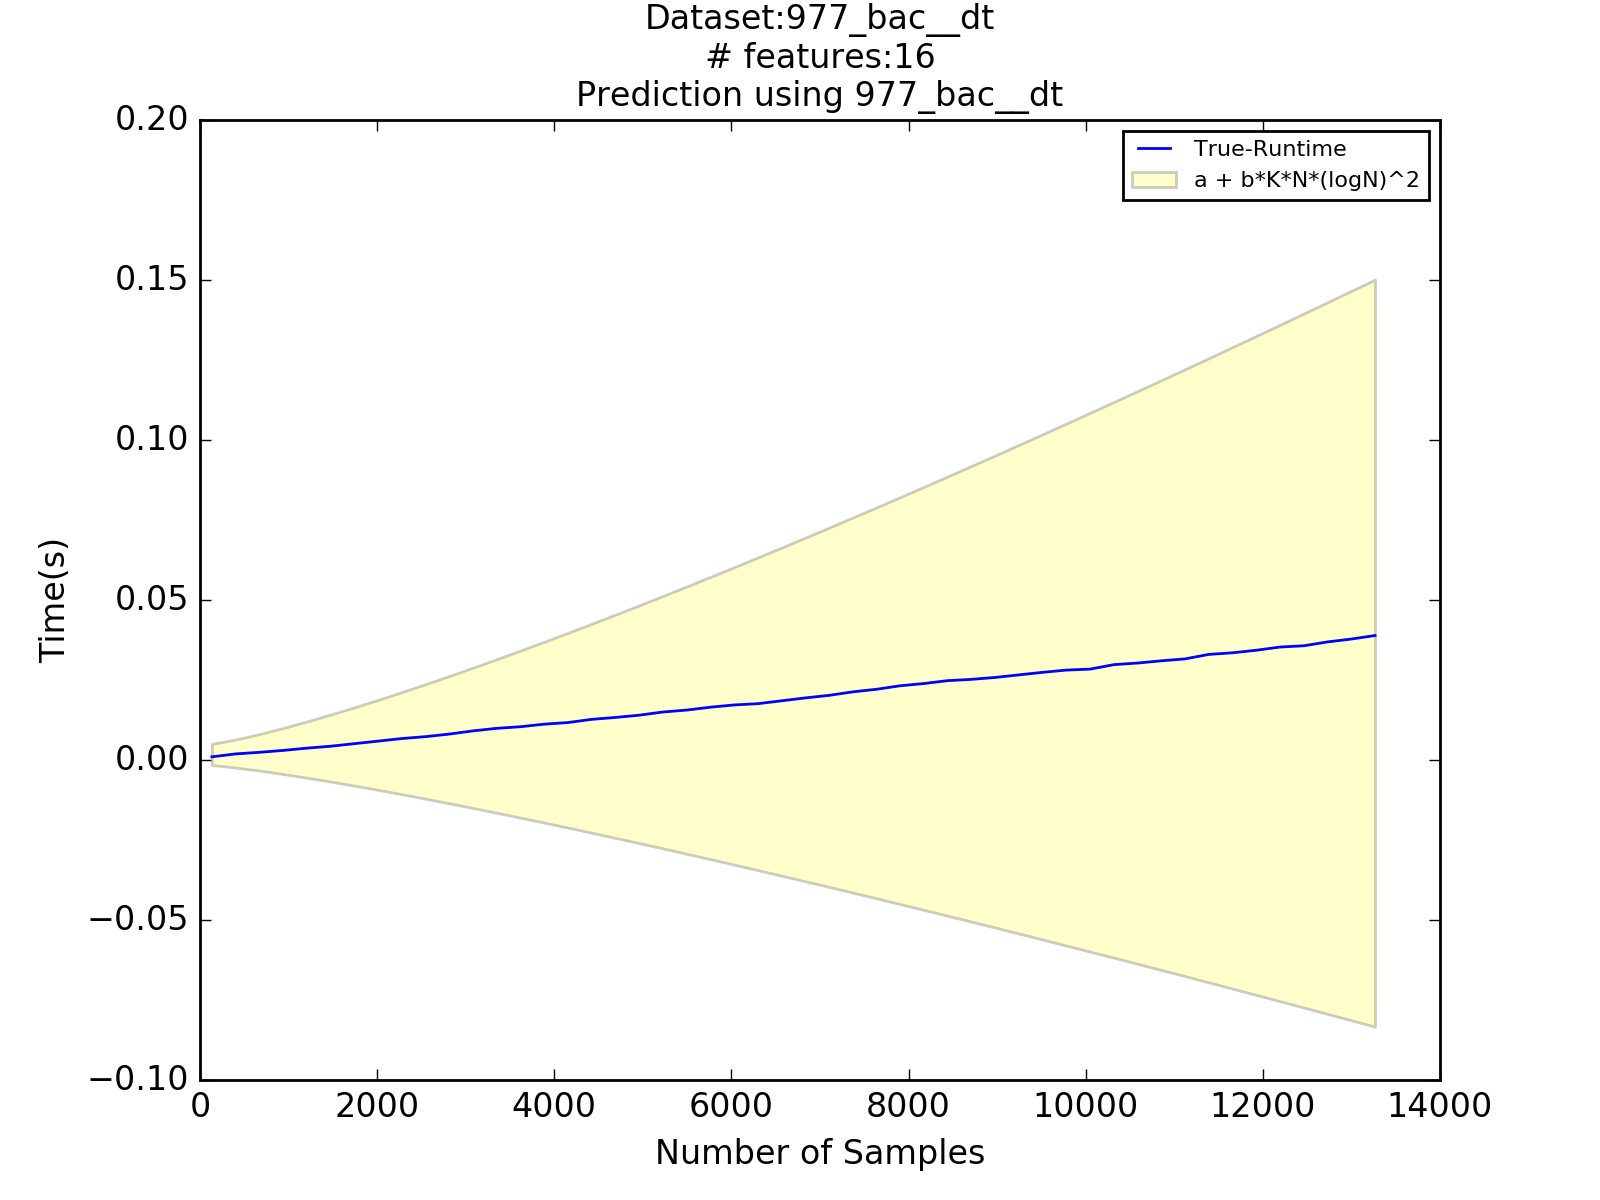 Dataset:977_bac__dt
# features:16
Prediction using 977_bac__dt
True-Runtime
a + b*K*N*(logN)^2
0.20
0.15
0.10
0.05
0.00
−0.05
−0.10
Time(s)
0 2000 4000 6000 8000 10000 12000 14000
Number of Samples